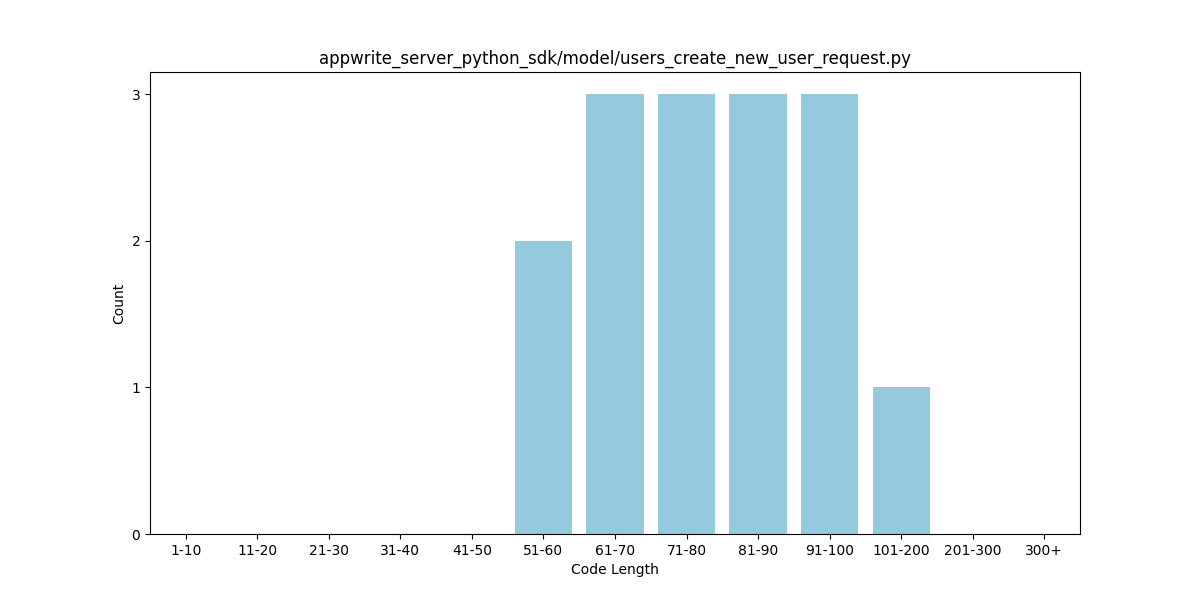 appwrite_server_python_sdk/model/users_create_new_user_request.py
3
2
1
0
Count
1-10 11-20 21-30 31-40 41-50 51-60 61-70 71-80 81-90 91-100 101-200 201-300 300+
Code Length